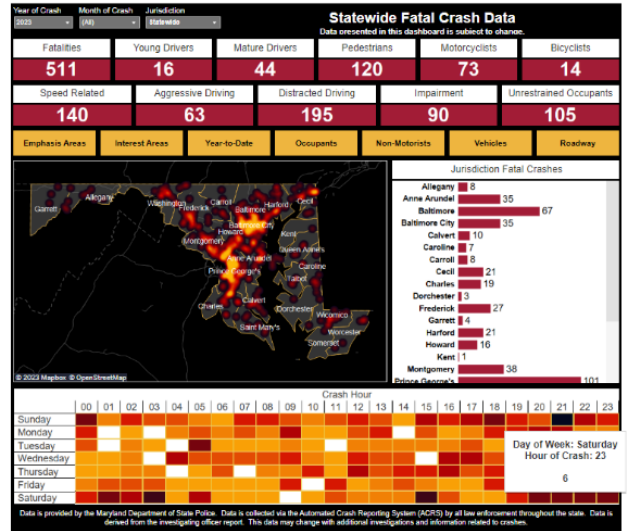 Year of Crash Month of Crash Jurisdiction
2023 (All) Statewide
Statewide Fatal Crash Data
Data presented in this dashboard is subject to change.
Fatalities Young Drivers Mature Drivers Pedestrians Motorcyclists Bicyclists
511 16 44 120 73 14
Speed Related Aggressive Driving Distracted Driving Impairment Unrestrained Occupants
140 63 195 90 105
Emphasis Areas Interest Areas Year-to-Date Occupants Non-Motorists Vehicles Roadway
Garrett
Allegany
Washington
Frederick
Carroll
Baltimore
Harford
Cecil
Baltimore City
Howard
Kent
Montgomery
Queen Anne's
Anne Arundel
Caroline
Prince George's
Talbot
Charles
Calvert
Dorchester
Wicomico
Saint Mary's
Worcester
Somerset
© 2023 Mapbox © OpenStreetMap
Jurisdiction Fatal Crashes
Allegany 8
Anne Arundel 35
Baltimore 67
Baltimore City 35
Calvert 10
Caroline 7
Carroll 8
Cecil 21
Charles 19
Dorchester 3
Frederick 27
Garrett 4
Harford 21
Howard 16
Kent 1
Montgomery 38
Prince George's 101
Crash Hour
00 01 02 03 04 05 06 07 08 09 10 11 12 13 14 15 16 17 18 19 20 21 22 23
Sunday
Monday
Tuesday
Wednesday
Thursday
Friday
Saturday
Day of Week: Saturday
Hour of Crash: 23
6
Data is provided by the Maryland Department of State Police. Data is collected via the Automated Crash Reporting System (ACRS) by all law enforcement throughout the state. Data is
derived from the investigating officer report. This data may change with additional investigations and information related to crashes.